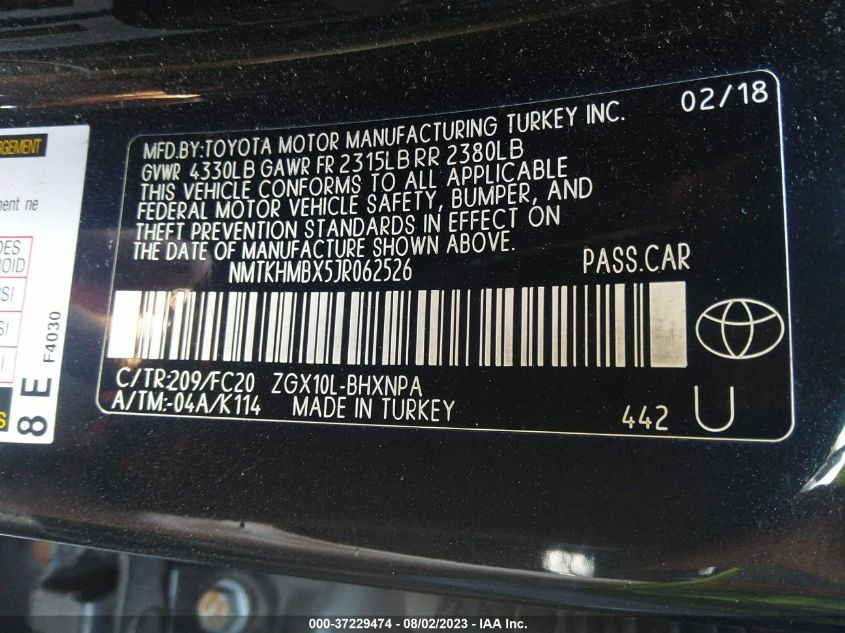 02/18
MFD.BY:TOYOTA MOTOR MANUFACTURING TURKEY INC.
GVWR 4330LB GAWR FR 2315LB RR 2380LB
THIS VEHICLE CONFORMS TO ALL APPLICABLE
FEDERAL MOTOR VEHICLE SAFETY, BUMPER, AND
THEFT PREVENTION STANDARDS IN EFFECT ON
THE DATE OF MANUFACTURE SHOWN ABOVE.
NMTKHMBX5JR062526 PASS.CAR
C/TR:209/FC20 ZGX10L-BHXNPA
A/TM:-04A/K114 MADE IN TURKEY
442 U
ment ne
8 E
F4030
000-37229474 - 08/02/2023 - IAA Inc.